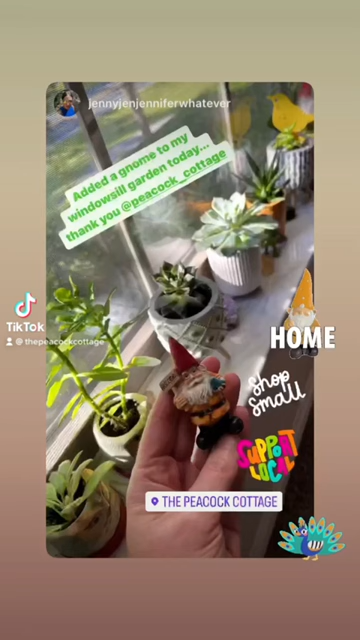 jennyjenjenniferwhatever
Added a gnome to my
windowsill garden today...
thank you @peacock_cottage
TikTok
@ thepeacockcottage
HOME
shop
small
SUPPORT
LOCAL
THE PEACOCK COTTAGE